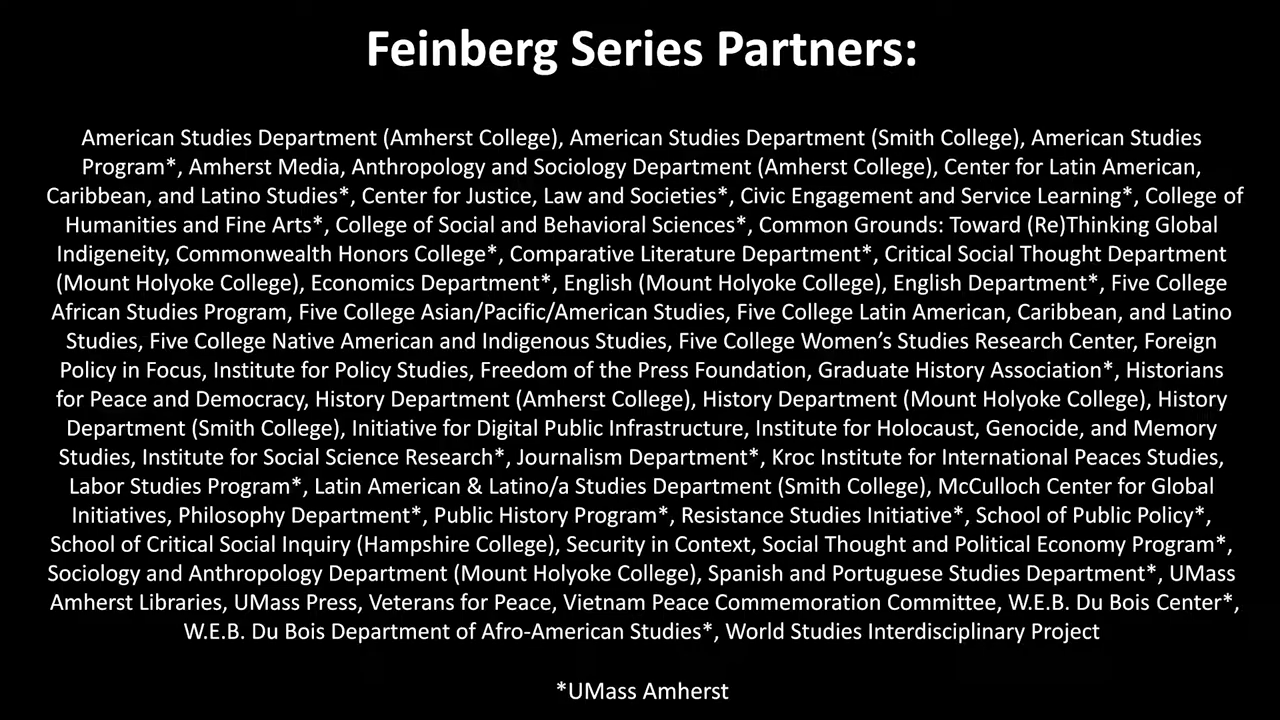 Feinberg Series Partners:
American Studies Department (Amherst College), American Studies Department (Smith College), American Studies
Program*, Amherst Media, Anthropology and Sociology Department (Amherst College), Center for Latin American,
Caribbean, and Latino Studies*, Center for Justice, Law and Societies*, Civic Engagement and Service Learning*, College of
Humanities and Fine Arts*, College of Social and Behavioral Sciences*, Common Grounds: Toward (Re)Thinking Global
Indigeneity, Commonwealth Honors College*, Comparative Literature Department*, Critical Social Thought Department
(Mount Holyoke College), Economics Department*, English (Mount Holyoke College), English Department*, Five College
African Studies Program, Five College Asian/Pacific/American Studies, Five College Latin American, Caribbean, and Latino
Studies, Five College Native American and Indigenous Studies, Five College Women’s Studies Research Center, Foreign
Policy in Focus, Institute for Policy Studies, Freedom of the Press Foundation, Graduate History Association*, Historians
for Peace and Democracy, History Department (Amherst College), History Department (Mount Holyoke College), History
Department (Smith College), Initiative for Digital Public Infrastructure, Institute for Holocaust, Genocide, and Memory
Studies, Institute for Social Science Research*, Journalism Department*, Kroc Institute for International Peaces Studies,
Labor Studies Program*, Latin American & Latino/a Studies Department (Smith College), McCulloch Center for Global
Initiatives, Philosophy Department*, Public History Program*, Resistance Studies Initiative*, School of Public Policy*,
School of Critical Social Inquiry (Hampshire College), Security in Context, Social Thought and Political Economy Program*,
Sociology and Anthropology Department (Mount Holyoke College), Spanish and Portuguese Studies Department*, UMass
Amherst Libraries, UMass Press, Veterans for Peace, Vietnam Peace Commemoration Committee, W.E.B. Du Bois Center*,
W.E.B. Du Bois Department of Afro-American Studies*, World Studies Interdisciplinary Project
*UMass Amherst